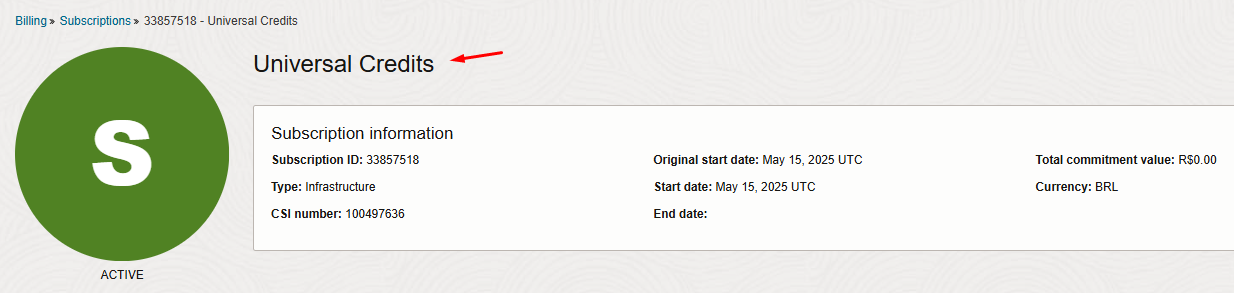 Billing » Subscriptions » 33857518 - Universal Credits
Universal Credits
S
ACTIVE
Subscription information
Subscription ID: 33857518 Original start date: May 15, 2025 UTC Total commitment value: R$0.00
Type: Infrastructure Start date: May 15, 2025 UTC Currency: BRL
CSI number: 100497636 End date: